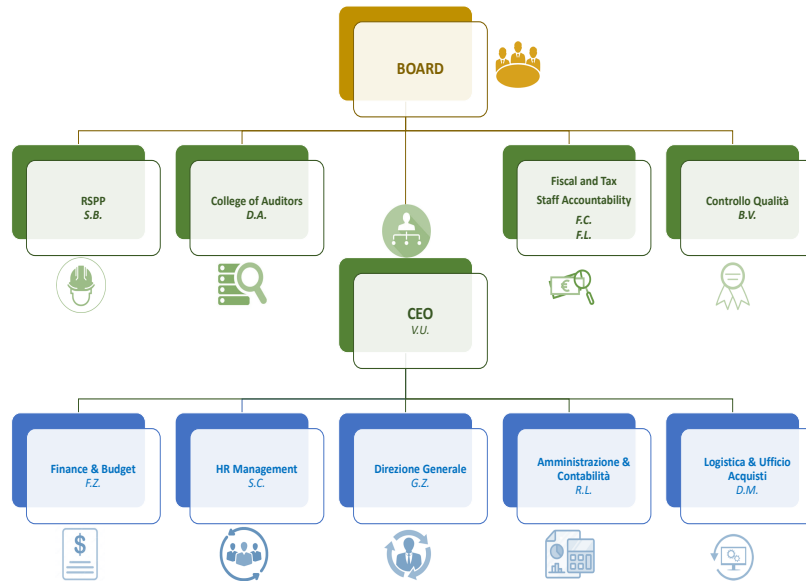 BOARD
RSPP
S.B.
College of Auditors
D.A.
Fiscal and Tax
Staff Accountability
F.C.
F.L.
Controllo Qualità
B.V.
€
CEO
V.U.
Finance & Budget
F.Z.
HR Management
S.C.
Direzione Generale
G.Z.
Amministrazione &
Contabilità
R.L.
Logistica & Ufficio
Acquisti
D.M.
$